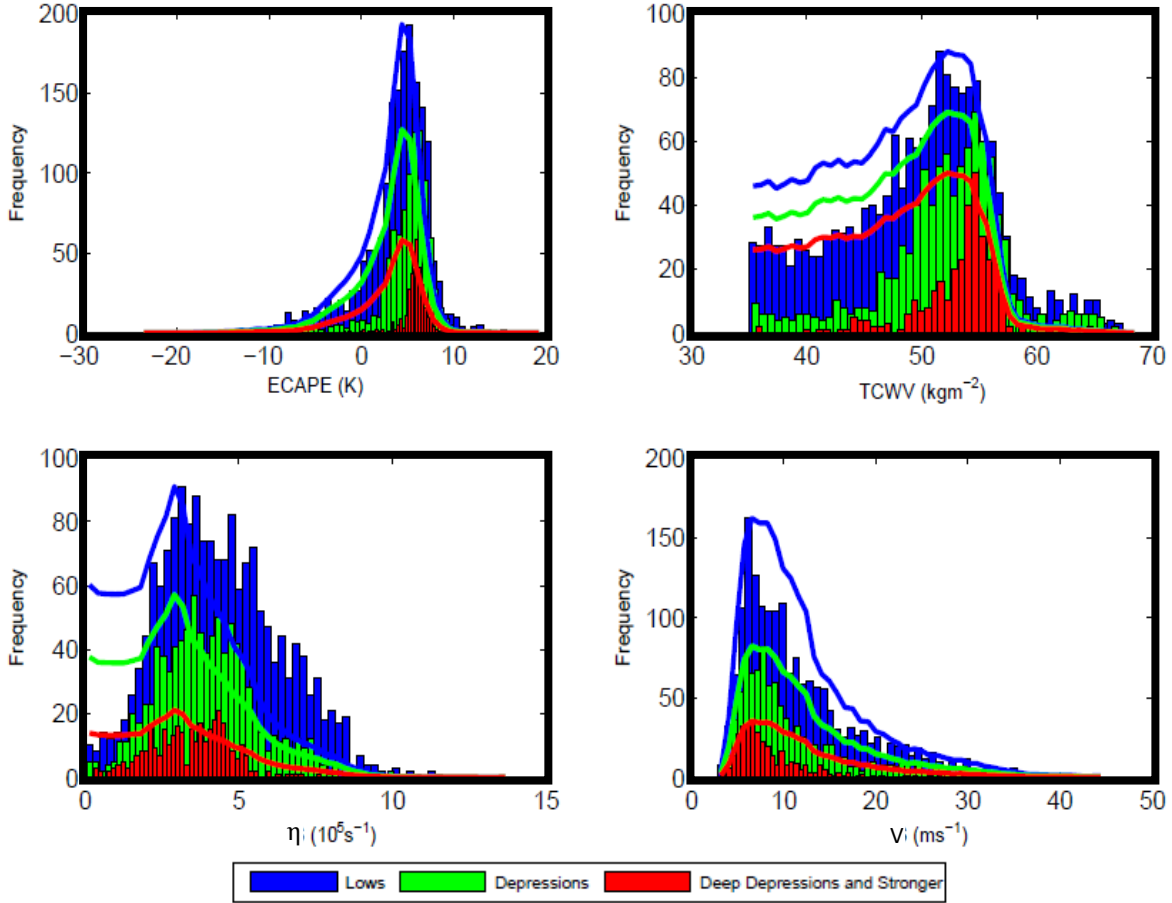 200
150
100
50
0
Frequency
−30 −20 −10 0 10 20
ECAPE (K)
100
80
60
40
20
0
Frequency
30 40 50 60 70
TCWV (kgm⁻²)
100
80
60
40
20
0
Frequency
0 5 10 15
η (10⁵s⁻¹)
200
150
100
50
0
Frequency
0 10 20 30 40 50
V (ms⁻¹)
Lows Depressions Deep Depressions and Stronger